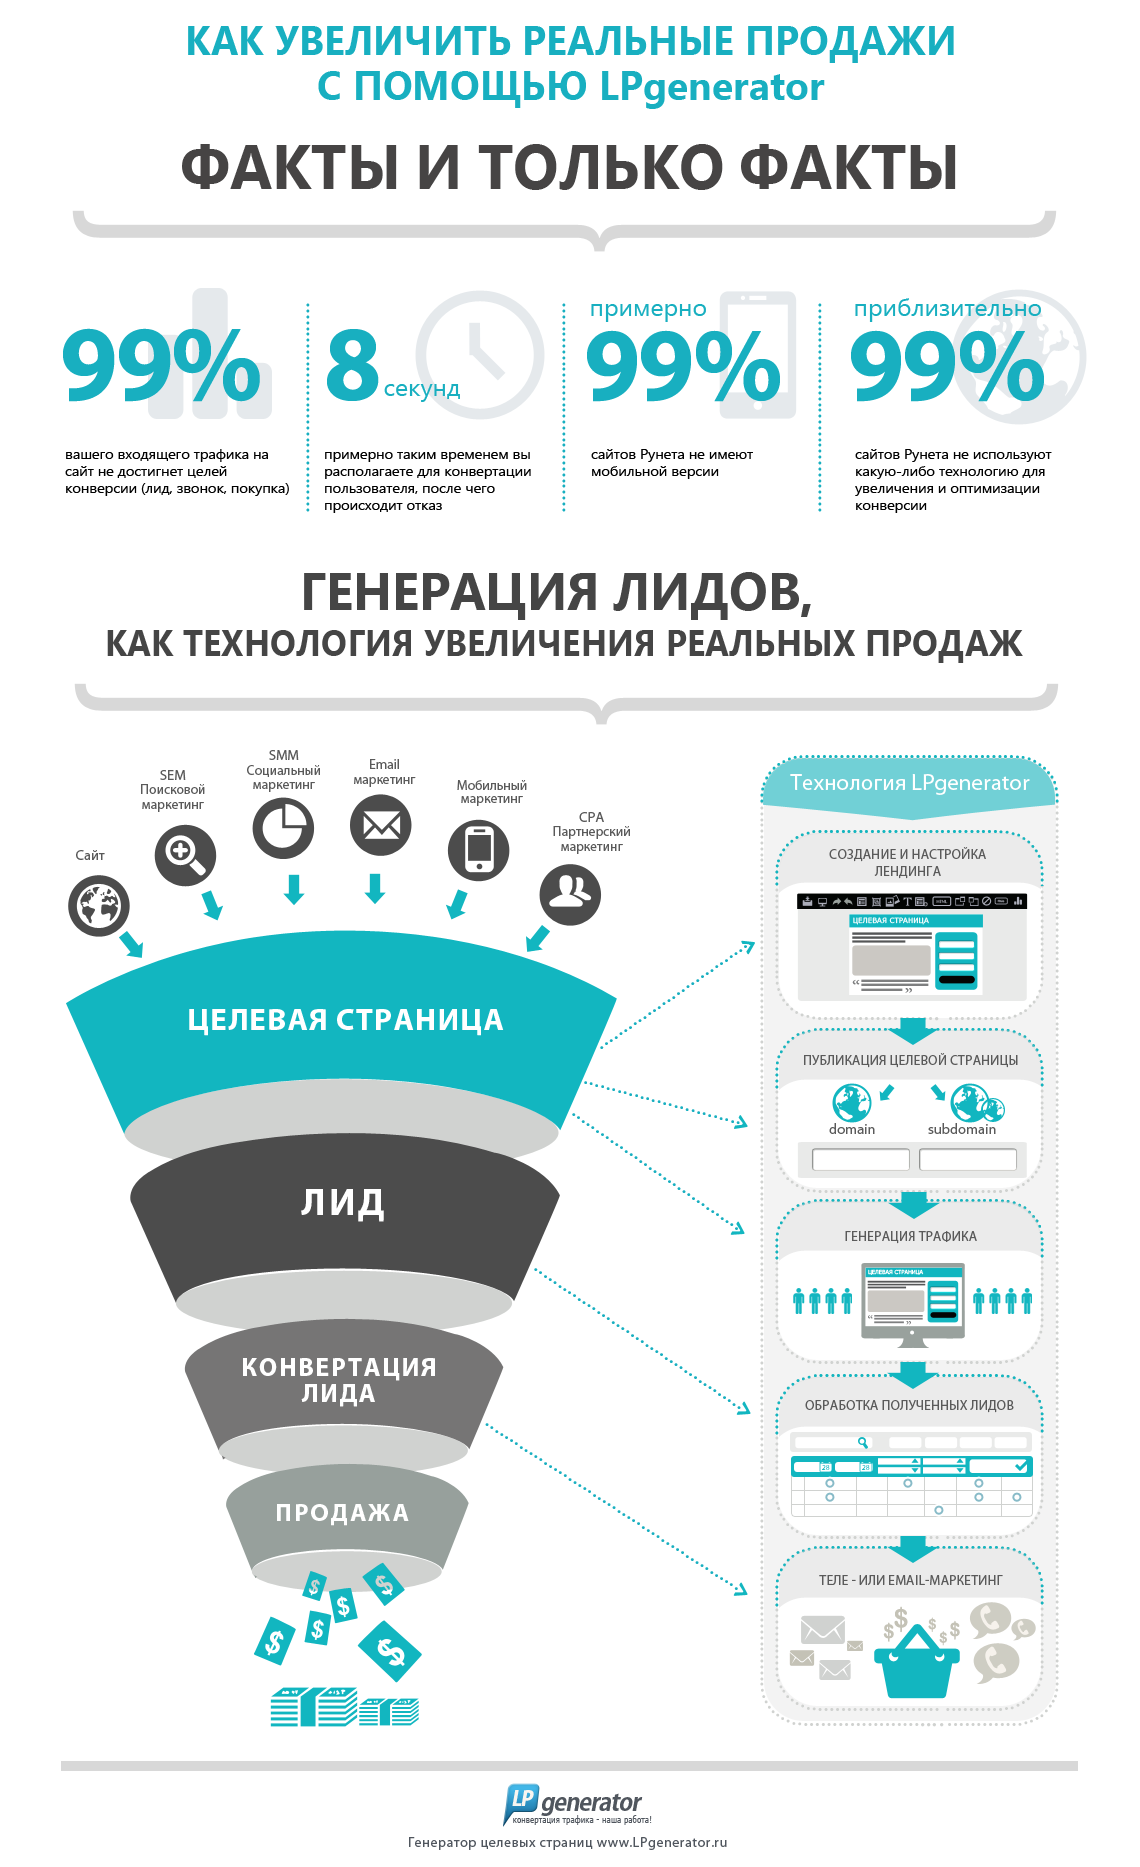 КАК УВЕЛИЧИТЬ РЕАЛЬНЫЕ ПРОДАЖИ
С ПОМОЩЬЮ LPgenerator
ФАКТЫ И ТОЛЬКО ФАКТЫ
99%
вашего входящего трафика на
сайт не достигнет целей
конверсии (лид, звонок, покупка)
8 секунд
примерно таким временем вы
располагаете для конвертации
пользователя, после чего
происходит отказ
примерно
99%
сайтов Рунета не имеют
мобильной версии
приблизительно
99%
сайтов Рунета не используют
какую-либо технологию для
увеличения и оптимизации
конверсии
ГЕНЕРАЦИЯ ЛИДОВ,
КАК ТЕХНОЛОГИЯ УВЕЛИЧЕНИЯ РЕАЛЬНЫХ ПРОДАЖ
Сайт
SEM
Поисковой
маркетинг
SMM
Социальный
маркетинг
Email
маркетинг
Мобильный
маркетинг
CPA
Партнерский
маркетинг
ЦЕЛЕВАЯ СТРАНИЦА
ЛИД
КОНВЕРТАЦИЯ
ЛИДА
ПРОДАЖА
Технология LPgenerator
СОЗДАНИЕ И НАСТРОЙКА
ЛЕНДИНГА
HTML
ЦЕЛЕВАЯ СТРАНИЦА
ПУБЛИКАЦИЯ ЦЕЛЕВОЙ СТРАНИЦЫ
domain
subdomain
ГЕНЕРАЦИЯ ТРАФИКА
ЦЕЛЕВАЯ СТРАНИЦА
ОБРАБОТКА ПОЛУЧЕННЫХ ЛИДОВ
28
28
ТЕЛЕ - ИЛИ EMAIL-МАРКЕТИНГ
LP generator
конвертация трафика - наша работа!
Генератор целевых страниц www.LPgenerator.ru